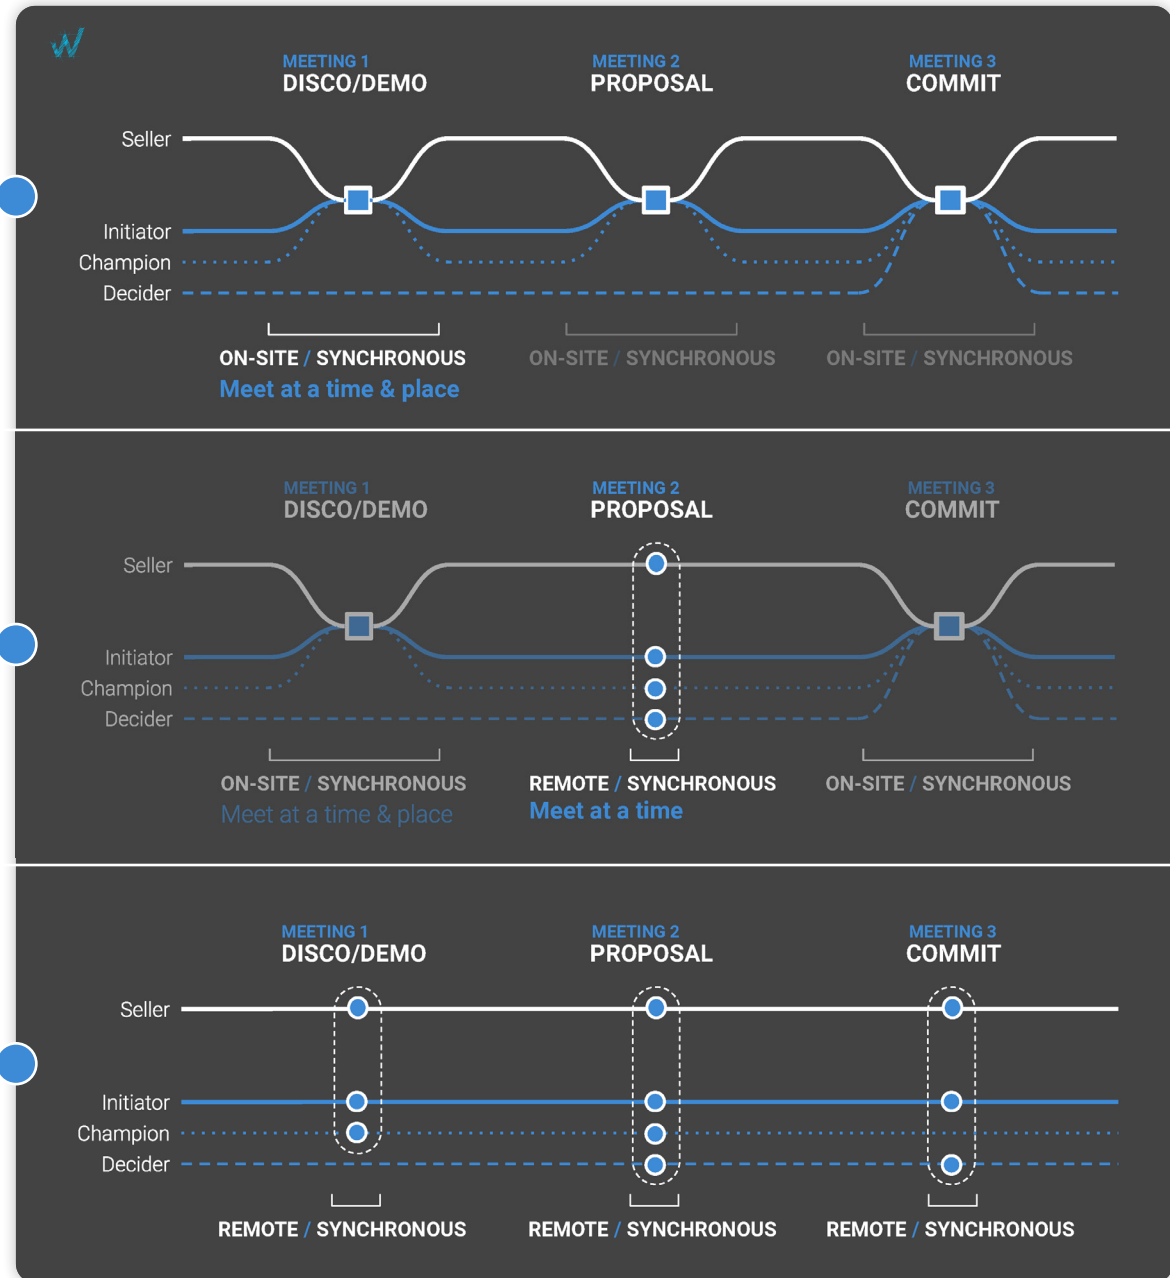 W
MEETING 1
DISCO/DEMO
MEETING 2
PROPOSAL
MEETING 3
COMMIT
Seller
Initiator
Champion
Decider
ON-SITE / SYNCHRONOUS
Meet at a time & place
ON-SITE / SYNCHRONOUS
ON-SITE / SYNCHRONOUS
MEETING 1
DISCO/DEMO
MEETING 2
PROPOSAL
MEETING 3
COMMIT
Seller
Initiator
Champion
Decider
ON-SITE / SYNCHRONOUS
Meet at a time & place
REMOTE / SYNCHRONOUS
Meet at a time
ON-SITE / SYNCHRONOUS
MEETING 1
DISCO/DEMO
MEETING 2
PROPOSAL
MEETING 3
COMMIT
Seller
Initiator
Champion
Decider
REMOTE / SYNCHRONOUS
REMOTE / SYNCHRONOUS
REMOTE / SYNCHRONOUS